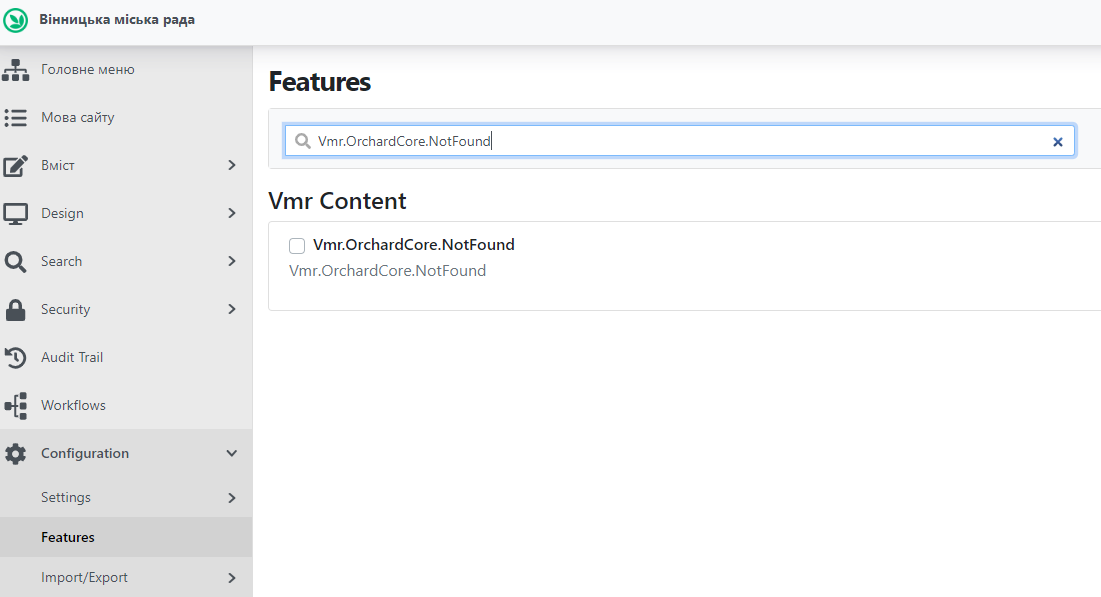 Вінницька міська рада
Головне меню
Мова сайту
Вміст
Design
Search
Security
Audit Trail
Workflows
Configuration
Settings
Features
Import/Export
Features
Vmr.OrchardCore.NotFound
Vmr Content
Vmr.OrchardCore.NotFound
Vmr.OrchardCore.NotFound